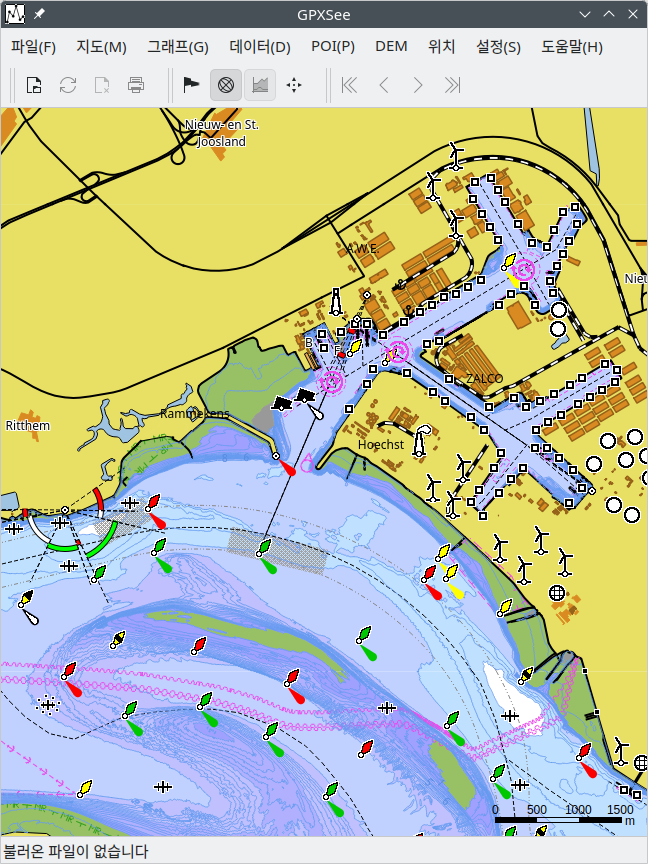 GPXSee
파일(F) 지도(M) 그래프(G) 데이터(D) POI(P) DEM 위치 설정(S) 도움말(H)
Nieuw- en St.
Joosland
A.W.E.
Niet
B
ZALCO
Rammekens
Ritthem
Hoechst
0 500 1000 1500
m
불러온 파일이 없습니다